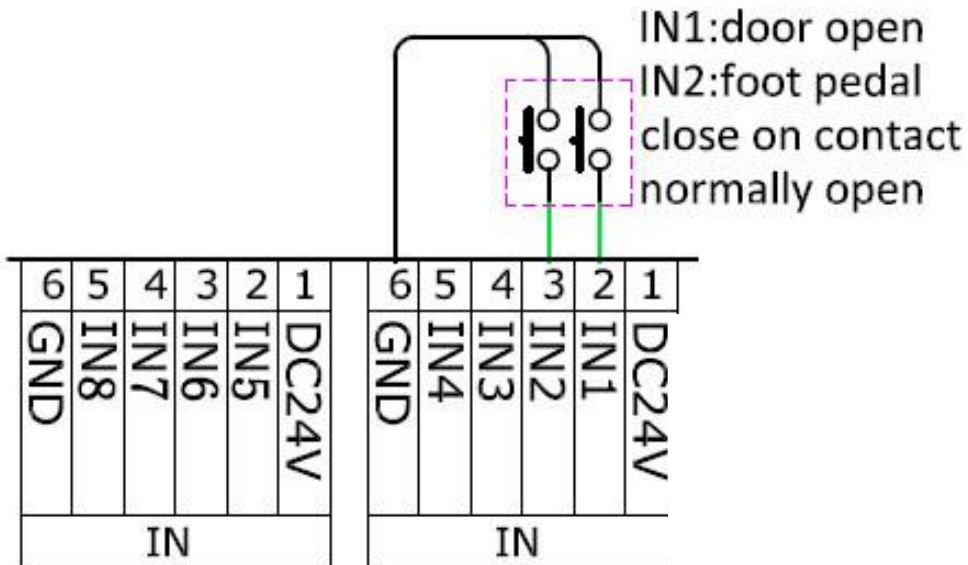 IN1:door open
IN2:foot pedal
close on contact
normally open
6 5 4 3 2 1
GND IN8 IN7 IN6 IN5 DC24V
IN
6 5 4 3 2 1
GND IN4 IN3 IN2 IN1 DC24V
IN